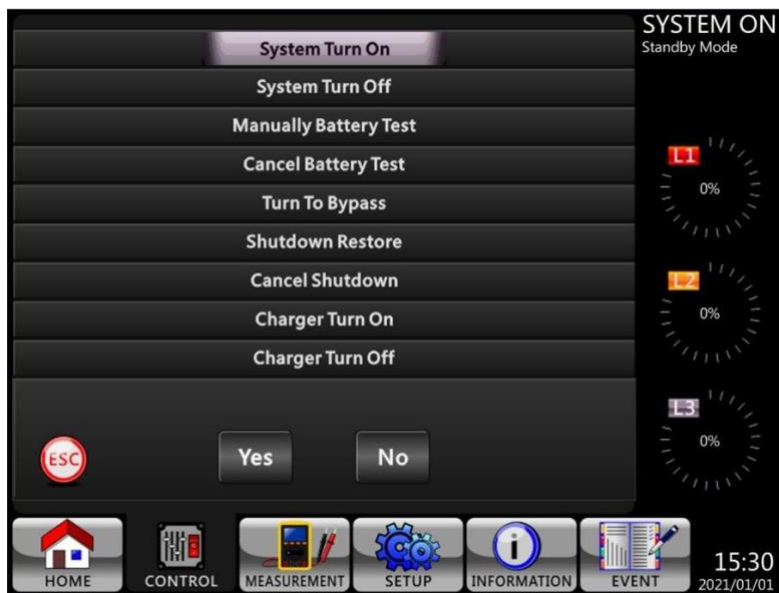 SYSTEM ON
Standby Mode
System Turn On
System Turn Off
Manually Battery Test
Cancel Battery Test
Turn To Bypass
Shutdown Restore
Cancel Shutdown
Charger Turn On
Charger Turn Off
ESC
Yes
No
L1
0%
L2
0%
L3
0%
HOME
CONTROL
MEASUREMENT
SETUP
INFORMATION
EVENT
15:30
2021/01/01